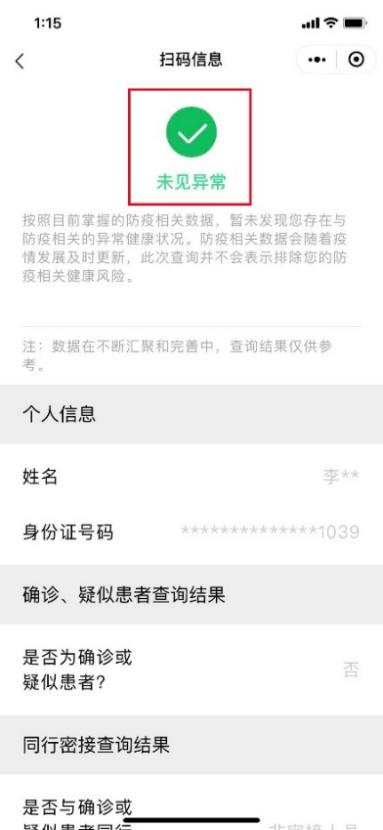 1:15
扫码信息
未见异常
按照目前掌握的防疫相关数据，暂未发现您存在与
防疫相关的异常健康状况。防疫相关数据会随着疫
情发展及时更新，此次查询并不会表示排除您的防
疫相关健康风险。
注：数据在不断汇聚和完善中，查询结果仅供参
考。
个人信息
姓名 李**
身份证号码 **************1039
确诊、疑似患者查询结果
是否为确诊或
疑似患者? 否
同行密接查询结果
是否与确诊或
疑似患者同行 非密接人员